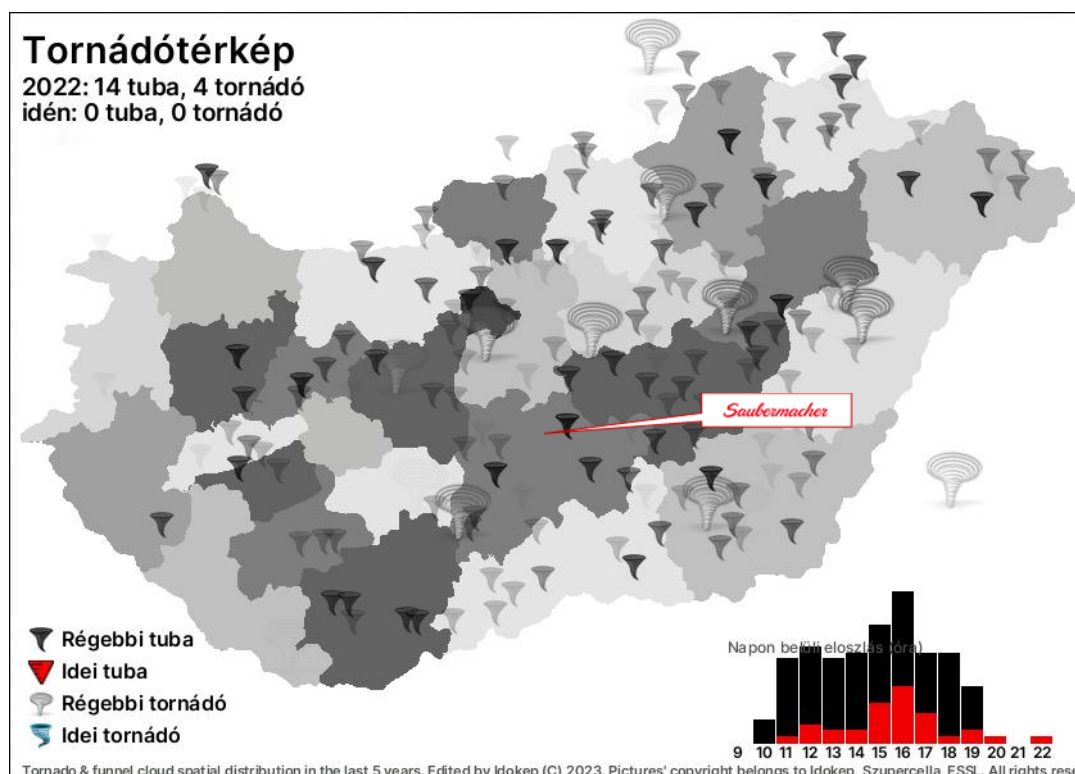 Tornádótérkép
2022: 14 tuba, 4 tornádó
idén: 0 tuba, 0 tornádó
Saubermacher
Régebbi tuba
Idei tuba
Régebbi tornádó
Idei tornádó
Napon belüli eloszlás (óra)
9 10 11 12 13 14 15 16 17 18 19 20 21 22
Tornado & funnel cloud spatial distribution in the last 5 years. Edited by Idokep (C) 2023. Pictures' copyright belongs to Idokep, Szupercella, ESSL. All rights rese